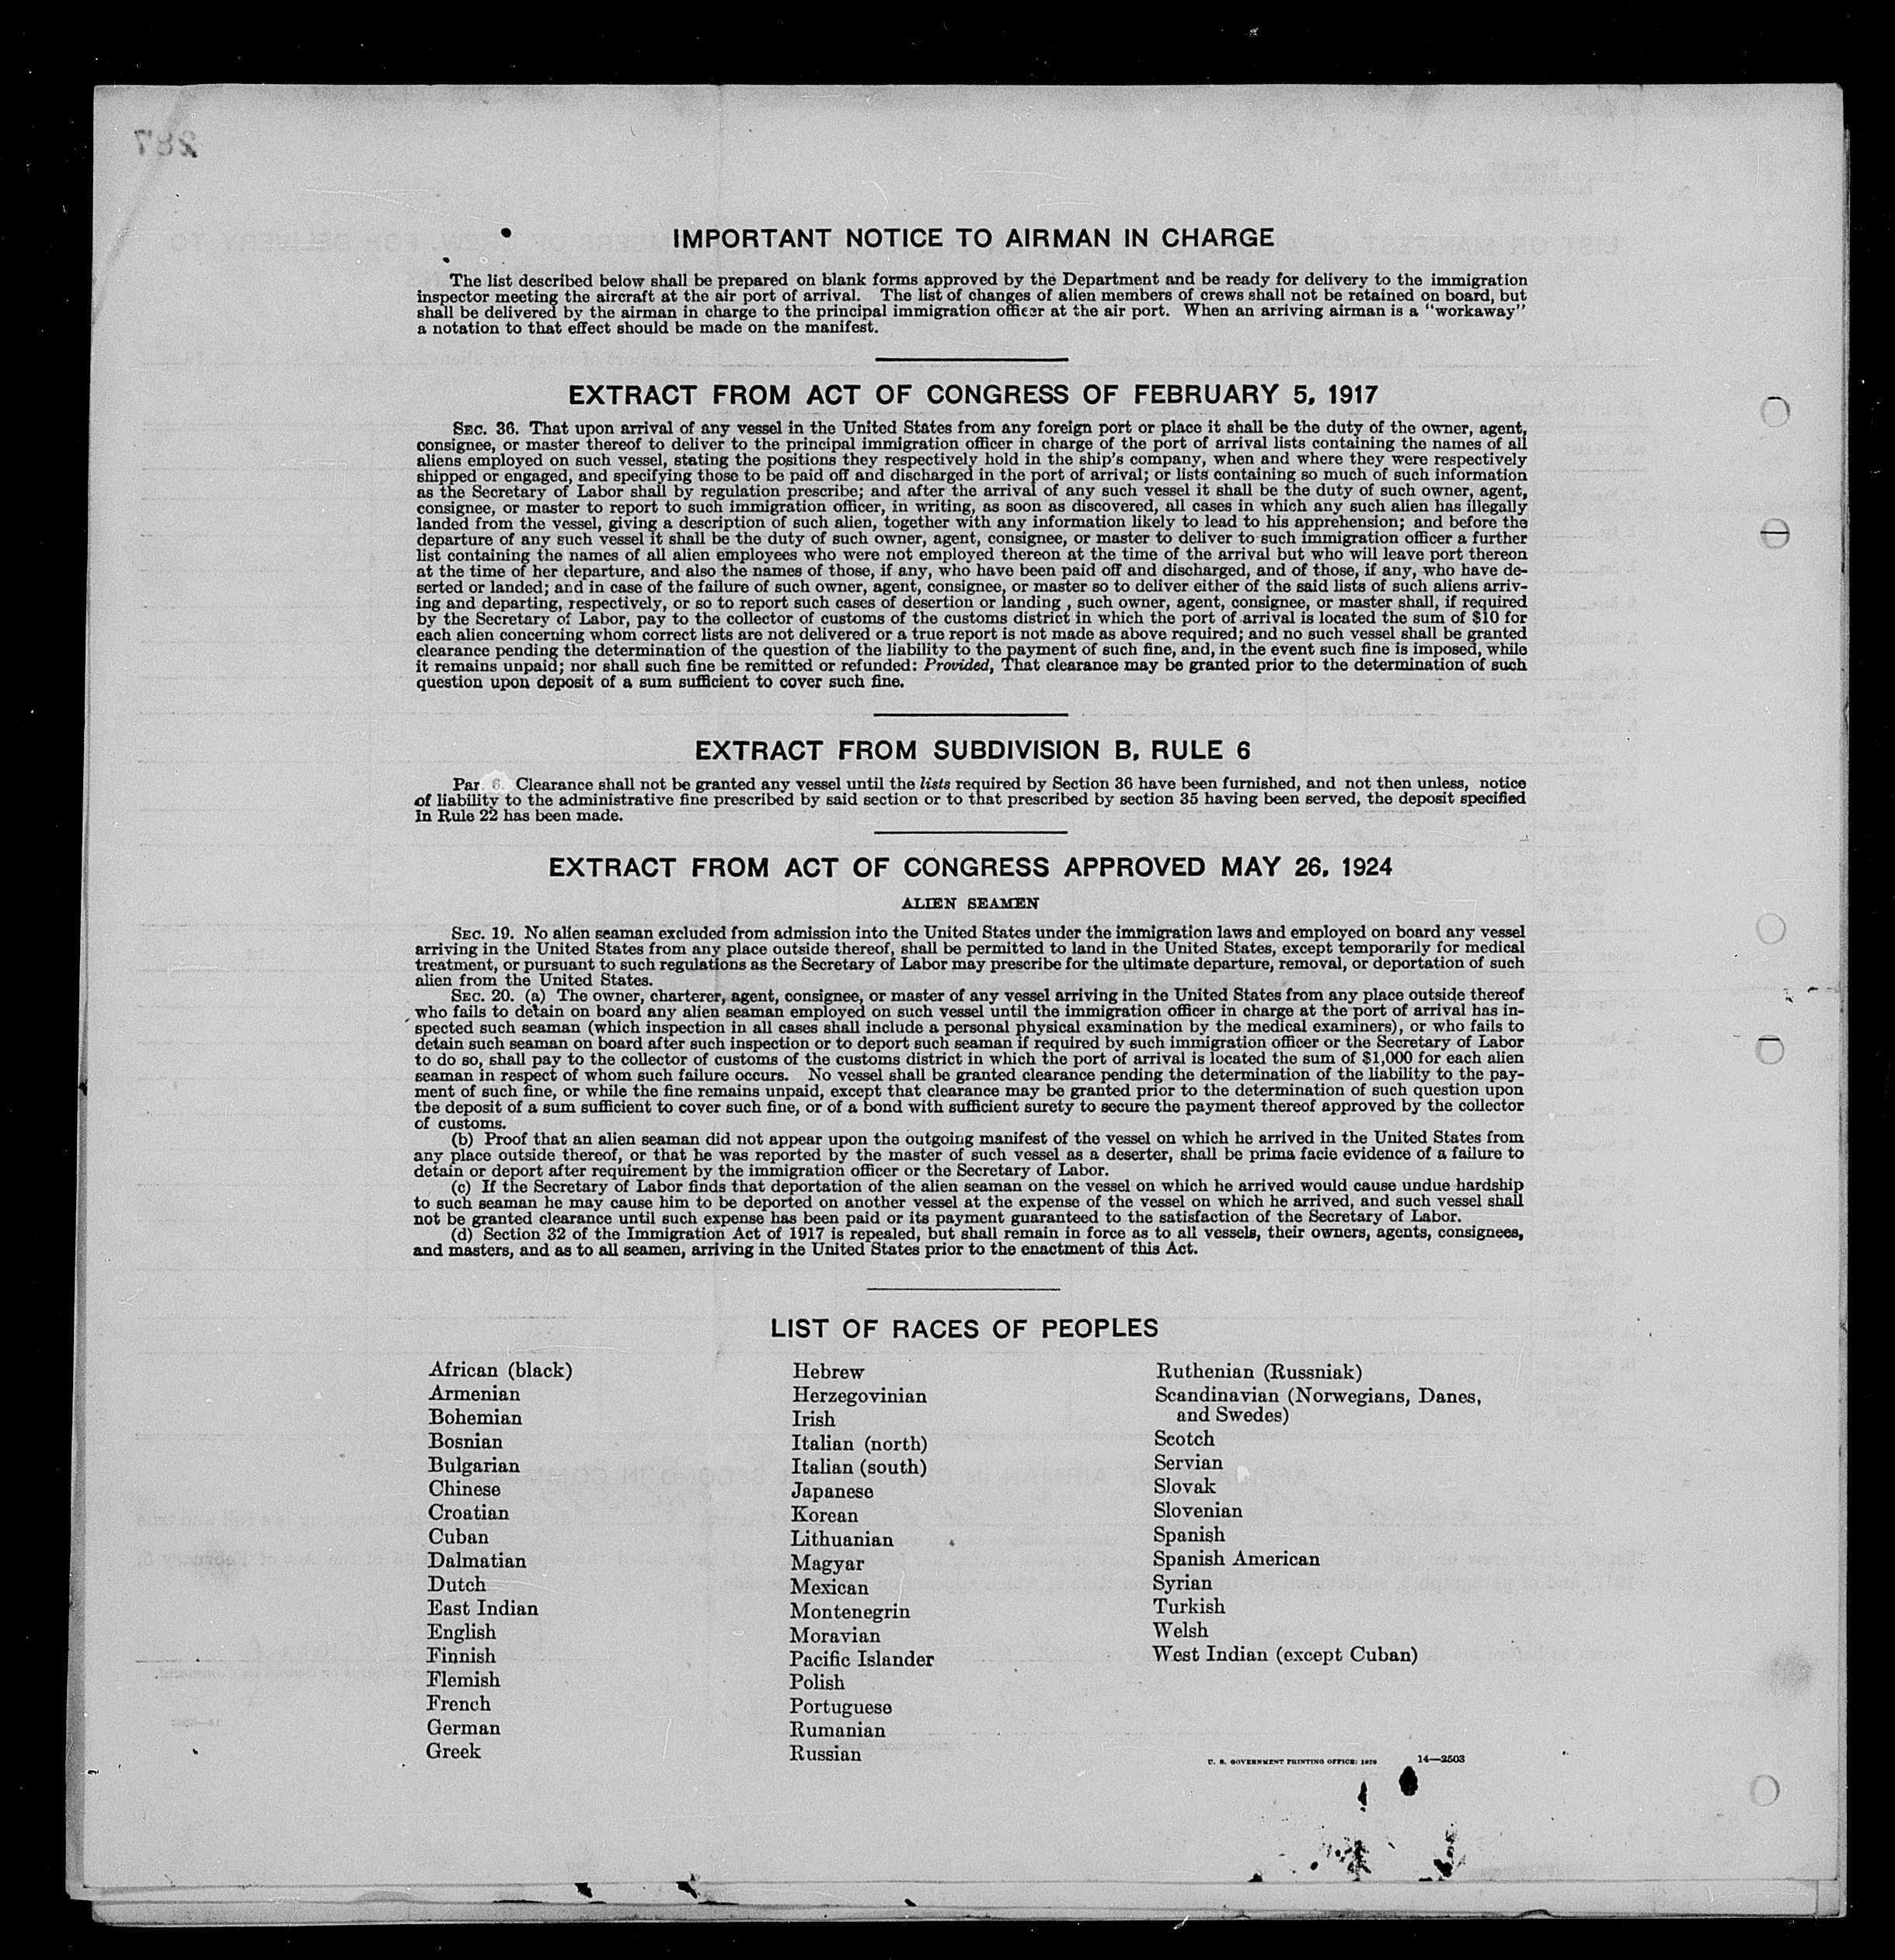 287
IMPORTANT NOTICE TO AIRMAN IN CHARGE
The list described below shall be prepared on blank forms approved by the Department and be ready for delivery to the immigration
inspector meeting the aircraft at the air port of arrival. The list of changes of alien members of crews shall not be retained on board, but
shall be delivered by the airman in charge to the principal immigration officer at the air port. When an arriving airman is a "workaway"
a notation to that effect should be made on the manifest.
EXTRACT FROM ACT OF CONGRESS OF FEBRUARY 5, 1917
SEC. 36. That upon arrival of any vessel in the United States from any foreign port or place it shall be the duty of the owner, agent,
consignee, or master thereof to deliver to the principal immigration officer in charge of the port of arrival lists containing the names of all
aliens employed on such vessel, stating the positions they respectively hold in the ship's company, when and where they were respectively
shipped or engaged, and specifying those to be paid off and discharged in the port of arrival; or lists containing so much of such information
as the Secretary of Labor shall by regulation prescribe; and after the arrival of any such vessel it shall be the duty of such owner, agent,
consignee, or master to report to such immigration officer, in writing, as soon as discovered, all cases in which any such alien has illegally
landed from the vessel, giving a description of such alien, together with any information likely to lead to his apprehension; and before the
departure of any such vessel it shall be the duty of such owner, agent, consignee, or master to deliver to such immigration officer a further
list containing the names of all alien employees who were not employed thereon at the time of the arrival but who will leave port thereon
at the time of her departure, and also the names of those, if any, who have been paid off and discharged, and of those, if any, who have de-
serted or landed; and in case of the failure of such owner, agent, consignee, or master so to deliver either of the said lists of such aliens arriv-
ing and departing, respectively, or so to report such cases of desertion or landing , such owner, agent, consignee, or master shall, if required
by the Secretary of Labor, pay to the collector of customs of the customs district in which the port of arrival is located the sum of $10 for
each alien concerning whom correct lists are not delivered or a true report is not made as above required; and no such vessel shall be granted
clearance pending the determination of the question of the liability to the payment of such fine, and, in the event such fine is imposed, while
it remains unpaid; nor shall such fine be remitted or refunded: Provided, That clearance may be granted prior to the determination of such
question upon deposit of a sum sufficient to cover such fine.
EXTRACT FROM SUBDIVISION B, RULE 6
Par. 6. Clearance shall not be granted any vessel until the lists required by Section 36 have been furnished, and not then unless, notice
of liability to the administrative fine prescribed by said section or to that prescribed by section 35 having been served, the deposit specified
in Rule 22 has been made.
EXTRACT FROM ACT OF CONGRESS APPROVED MAY 26, 1924
ALIEN SEAMEN
SEC. 19. No alien seaman excluded from admission into the United States under the immigration laws and employed on board any vessel
arriving in the United States from any place outside thereof, shall be permitted to land in the United States, except temporarily for medical
treatment, or pursuant to such regulations as the Secretary of Labor may prescribe for the ultimate departure, removal, or deportation of such
alien from the United States.
SEC. 20. (a) The owner, charterer, agent, consignee, or master of any vessel arriving in the United States from any place outside thereof
who fails to detain on board any alien seaman employed on such vessel until the immigration officer in charge at the port of arrival has in-
spected such seaman (which inspection in all cases shall include a personal physical examination by the medical examiners), or who fails to
detain such seaman on board after such inspection or to deport such seaman if required by such immigration officer or the Secretary of Labor
to do so, shall pay to the collector of customs of the customs district in which the port of arrival is located the sum of $1,000 for each alien
seaman in respect of whom such failure occurs. No vessel shall be granted clearance pending the determination of the liability to the pay-
ment of such fine, or while the fine remains unpaid, except that clearance may be granted prior to the determination of such question upon
the deposit of a sum sufficient to cover such fine, or of a bond with sufficient surety to secure the payment thereof approved by the collector
of customs.
(b) Proof that an alien seaman did not appear upon the outgoing manifest of the vessel on which he arrived in the United States from
any place outside thereof, or that he was reported by the master of such vessel as a deserter, shall be prima facie evidence of a failure to
detain or deport after requirement by the immigration officer or the Secretary of Labor.
(c) If the Secretary of Labor finds that deportation of the alien seaman on the vessel on which he arrived would cause undue hardship
to such seaman he may cause him to be deported on another vessel at the expense of the vessel on which he arrived, and such vessel shall
not be granted clearance until such expense has been paid or its payment guaranteed to the satisfaction of the Secretary of Labor.
(d) Section 32 of the Immigration Act of 1917 is repealed, but shall remain in force as to all vessels, their owners, agents, consignees,
and masters, and as to all seamen, arriving in the United States prior to the enactment of this Act.
LIST OF RACES OF PEOPLES
African (black)
Armenian
Bohemian
Bosnian
Bulgarian
Chinese
Croatian
Cuban
Dalmatian
Dutch
East Indian
English
Finnish
Flemish
French
German
Greek
Hebrew
Herzegovinian
Irish
Italian (north)
Italian (south)
Japanese
Korean
Lithuanian
Magyar
Mexican
Montenegrin
Moravian
Pacific Islander
Polish
Portuguese
Rumanian
Russian
Ruthenian (Russniak)
Scandinavian (Norwegians, Danes,
and Swedes)
Scotch
Servian
Slovak
Slovenian
Spanish
Spanish American
Syrian
Turkish
Welsh
West Indian (except Cuban)
U. S. GOVERNMENT PRINTING OFFICE: 1929 14—2503